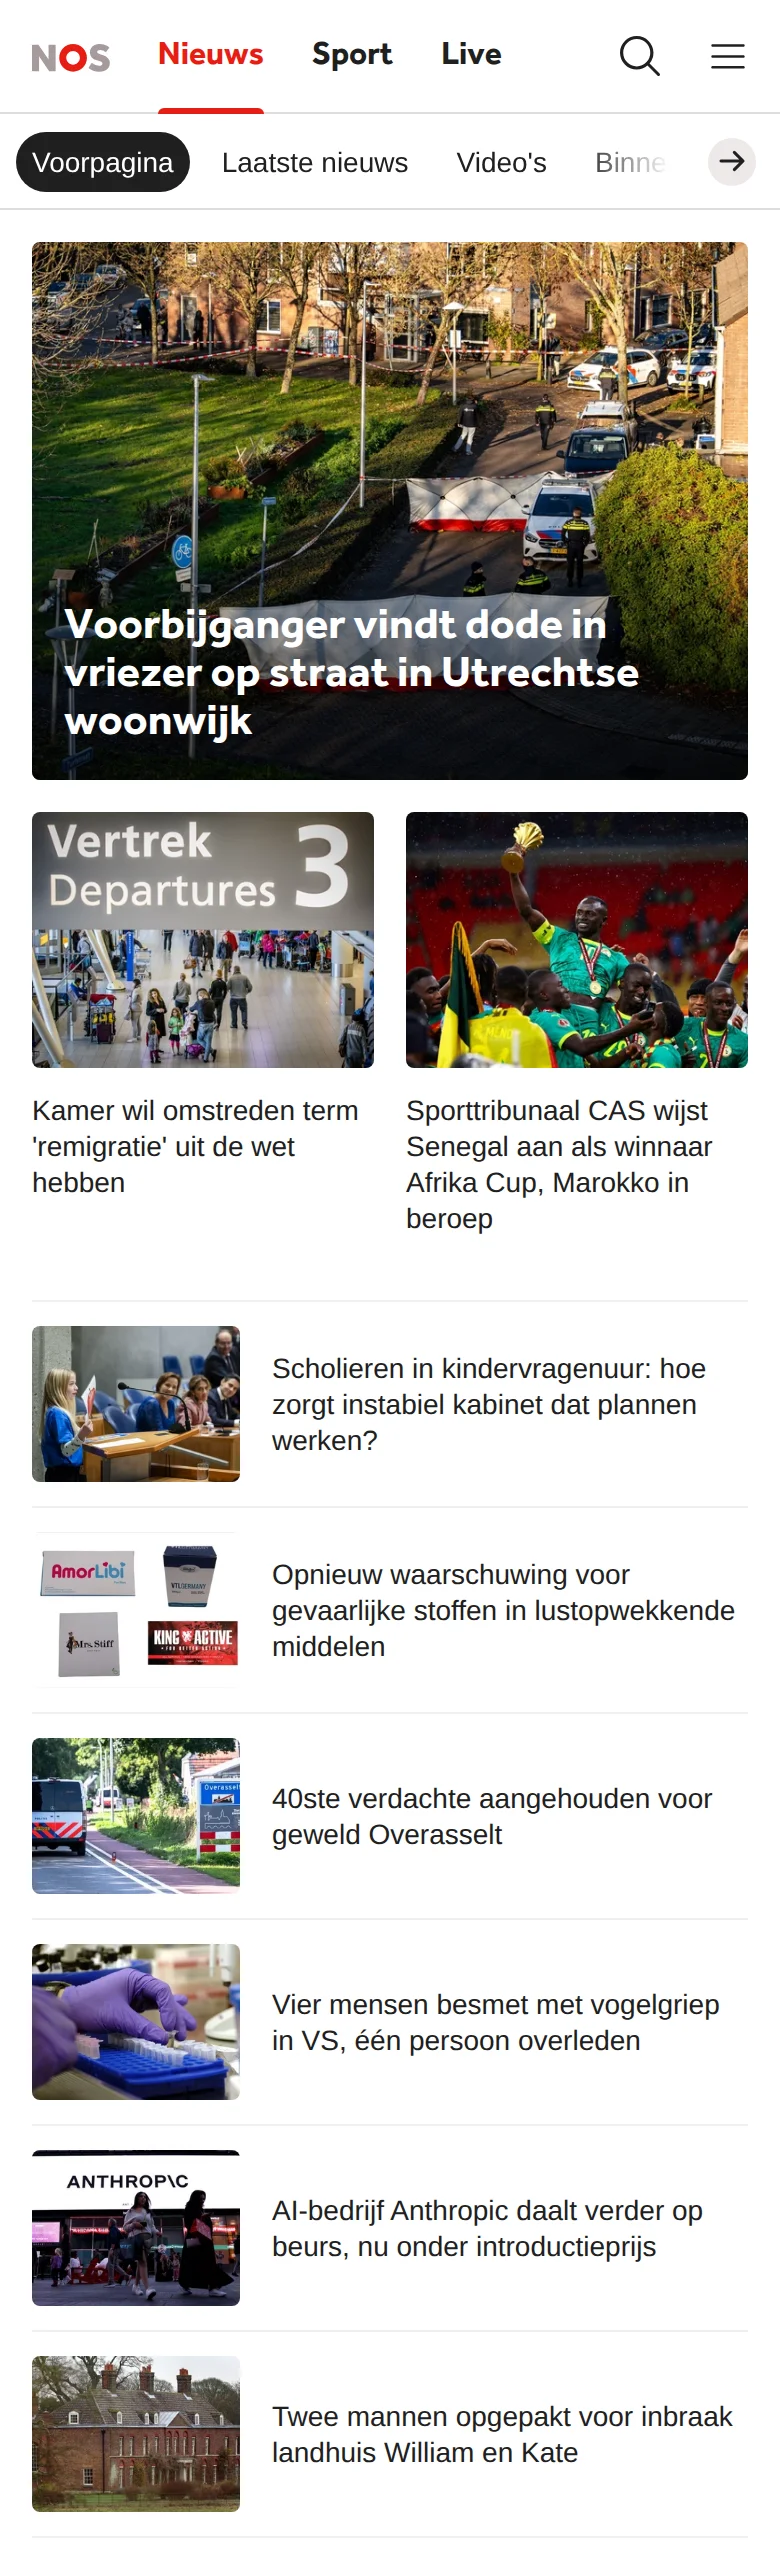 NOS
Nieuws
Sport
Live
Voorpagina
Laatste nieuws
Video's
Binne
Voorbijganger vindt dode in
vriezer op straat in Utrechtse
woonwijk
Vertrek
Departures
3
Kamer wil omstreden term
'remigratie' uit de wet
hebben
Sporttribunaal CAS wijst
Senegal aan als winnaar
Afrika Cup, Marokko in
beroep
Scholieren in kindervragenuur: hoe
zorgt instabiel kabinet dat plannen
werken?
AmorLibi
VTLGERMANY
Mrs. Stiff
KING ACTIVE
Opnieuw waarschuwing voor
gevaarlijke stoffen in lustopwekkende
middelen
Overasselt
40ste verdachte aangehouden voor
geweld Overasselt
Vier mensen besmet met vogelgriep
in VS, één persoon overleden
ANTHROP\C
AI-bedrijf Anthropic daalt verder op
beurs, nu onder introductieprijs
Twee mannen opgepakt voor inbraak
landhuis William en Kate